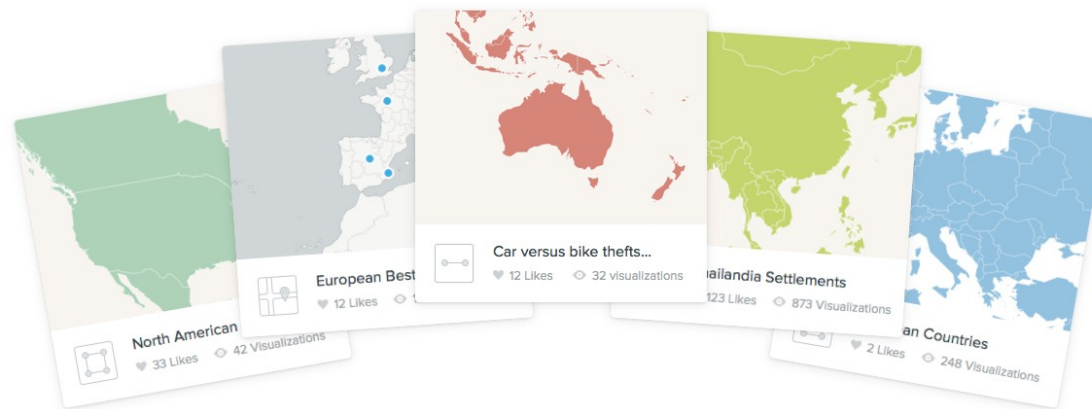 North American
33 Likes 42 Visualizations
European Best
12 Likes
Car versus bike thefts...
12 Likes 32 visualizations
ailandia Settlements
123 Likes 873 Visualizations
an Countries
2 Likes 248 Visualizations